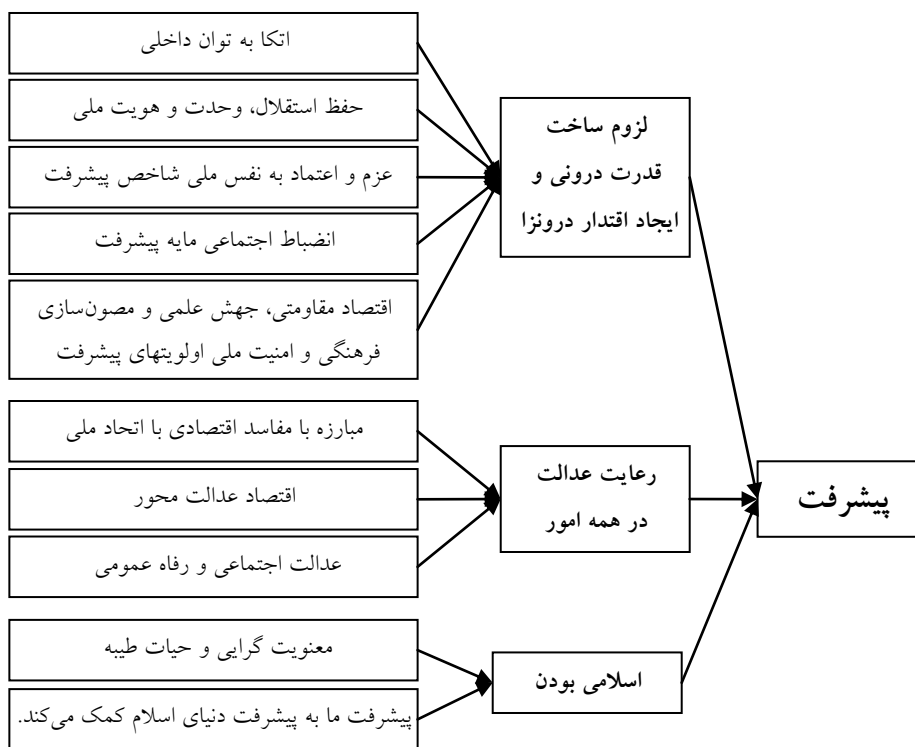 اتکا به توان داخلی
حفظ استقلال، وحدت و هویت ملی
عزم و اعتماد به نفس ملی شاخص پیشرفت
انضباط اجتماعی مایه پیشرفت
اقتصاد مقاومتی، جهش علمی و مصون‌سازی
فرهنگی و امنیت ملی اولویتهای پیشرفت
لزوم ساخت
قدرت درونی و
ایجاد اقتدار درونزا
مبارزه با مفاسد اقتصادی با اتحاد ملی
اقتصاد عدالت محور
عدالت اجتماعی و رفاه عمومی
رعایت عدالت
در همه امور
معنویت گرایی و حیات طیبه
پیشرفت ما به پیشرفت دنیای اسلام کمک می‌کند.
اسلامی بودن
پیشرفت